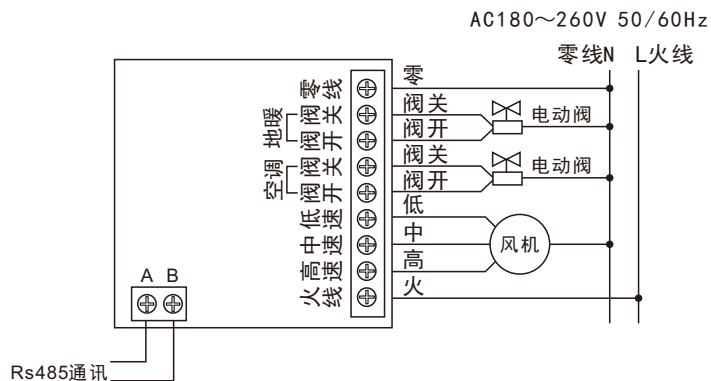 AC180～260V 50/60Hz
零线N L火线
零线 零
地暖 阀关 阀关 电动阀
阀开 阀开
空调 阀关 阀关 电动阀
阀开 阀开
低速 低
中速 中 风机
高速 高
火线 火
A B
Rs485通讯